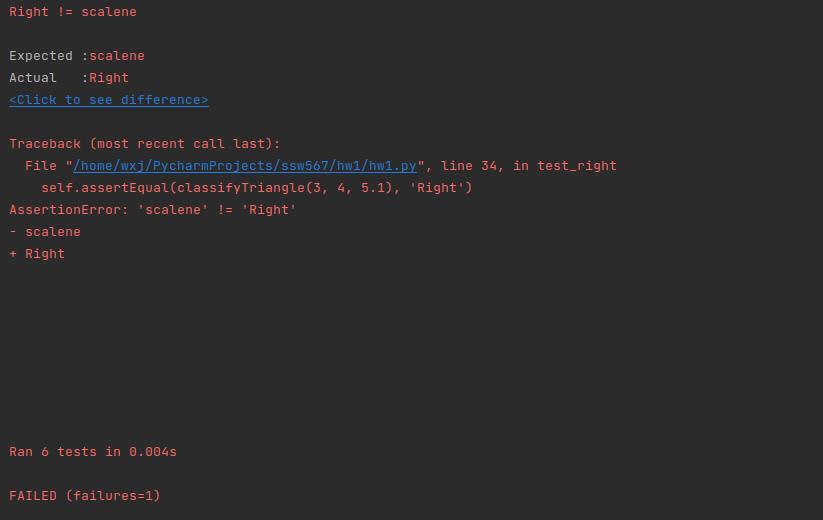 Right != scalene
Expected :scalene
Actual   :Right
<Click to see difference>
Traceback (most recent call last):
  File "/home/wxj/PycharmProjects/ssw567/hw1/hw1.py", line 34, in test_right
    self.assertEqual(classifyTriangle(3, 4, 5.1), 'Right')
AssertionError: 'scalene' != 'Right'
- scalene
+ Right
Ran 6 tests in 0.004s
FAILED (failures=1)